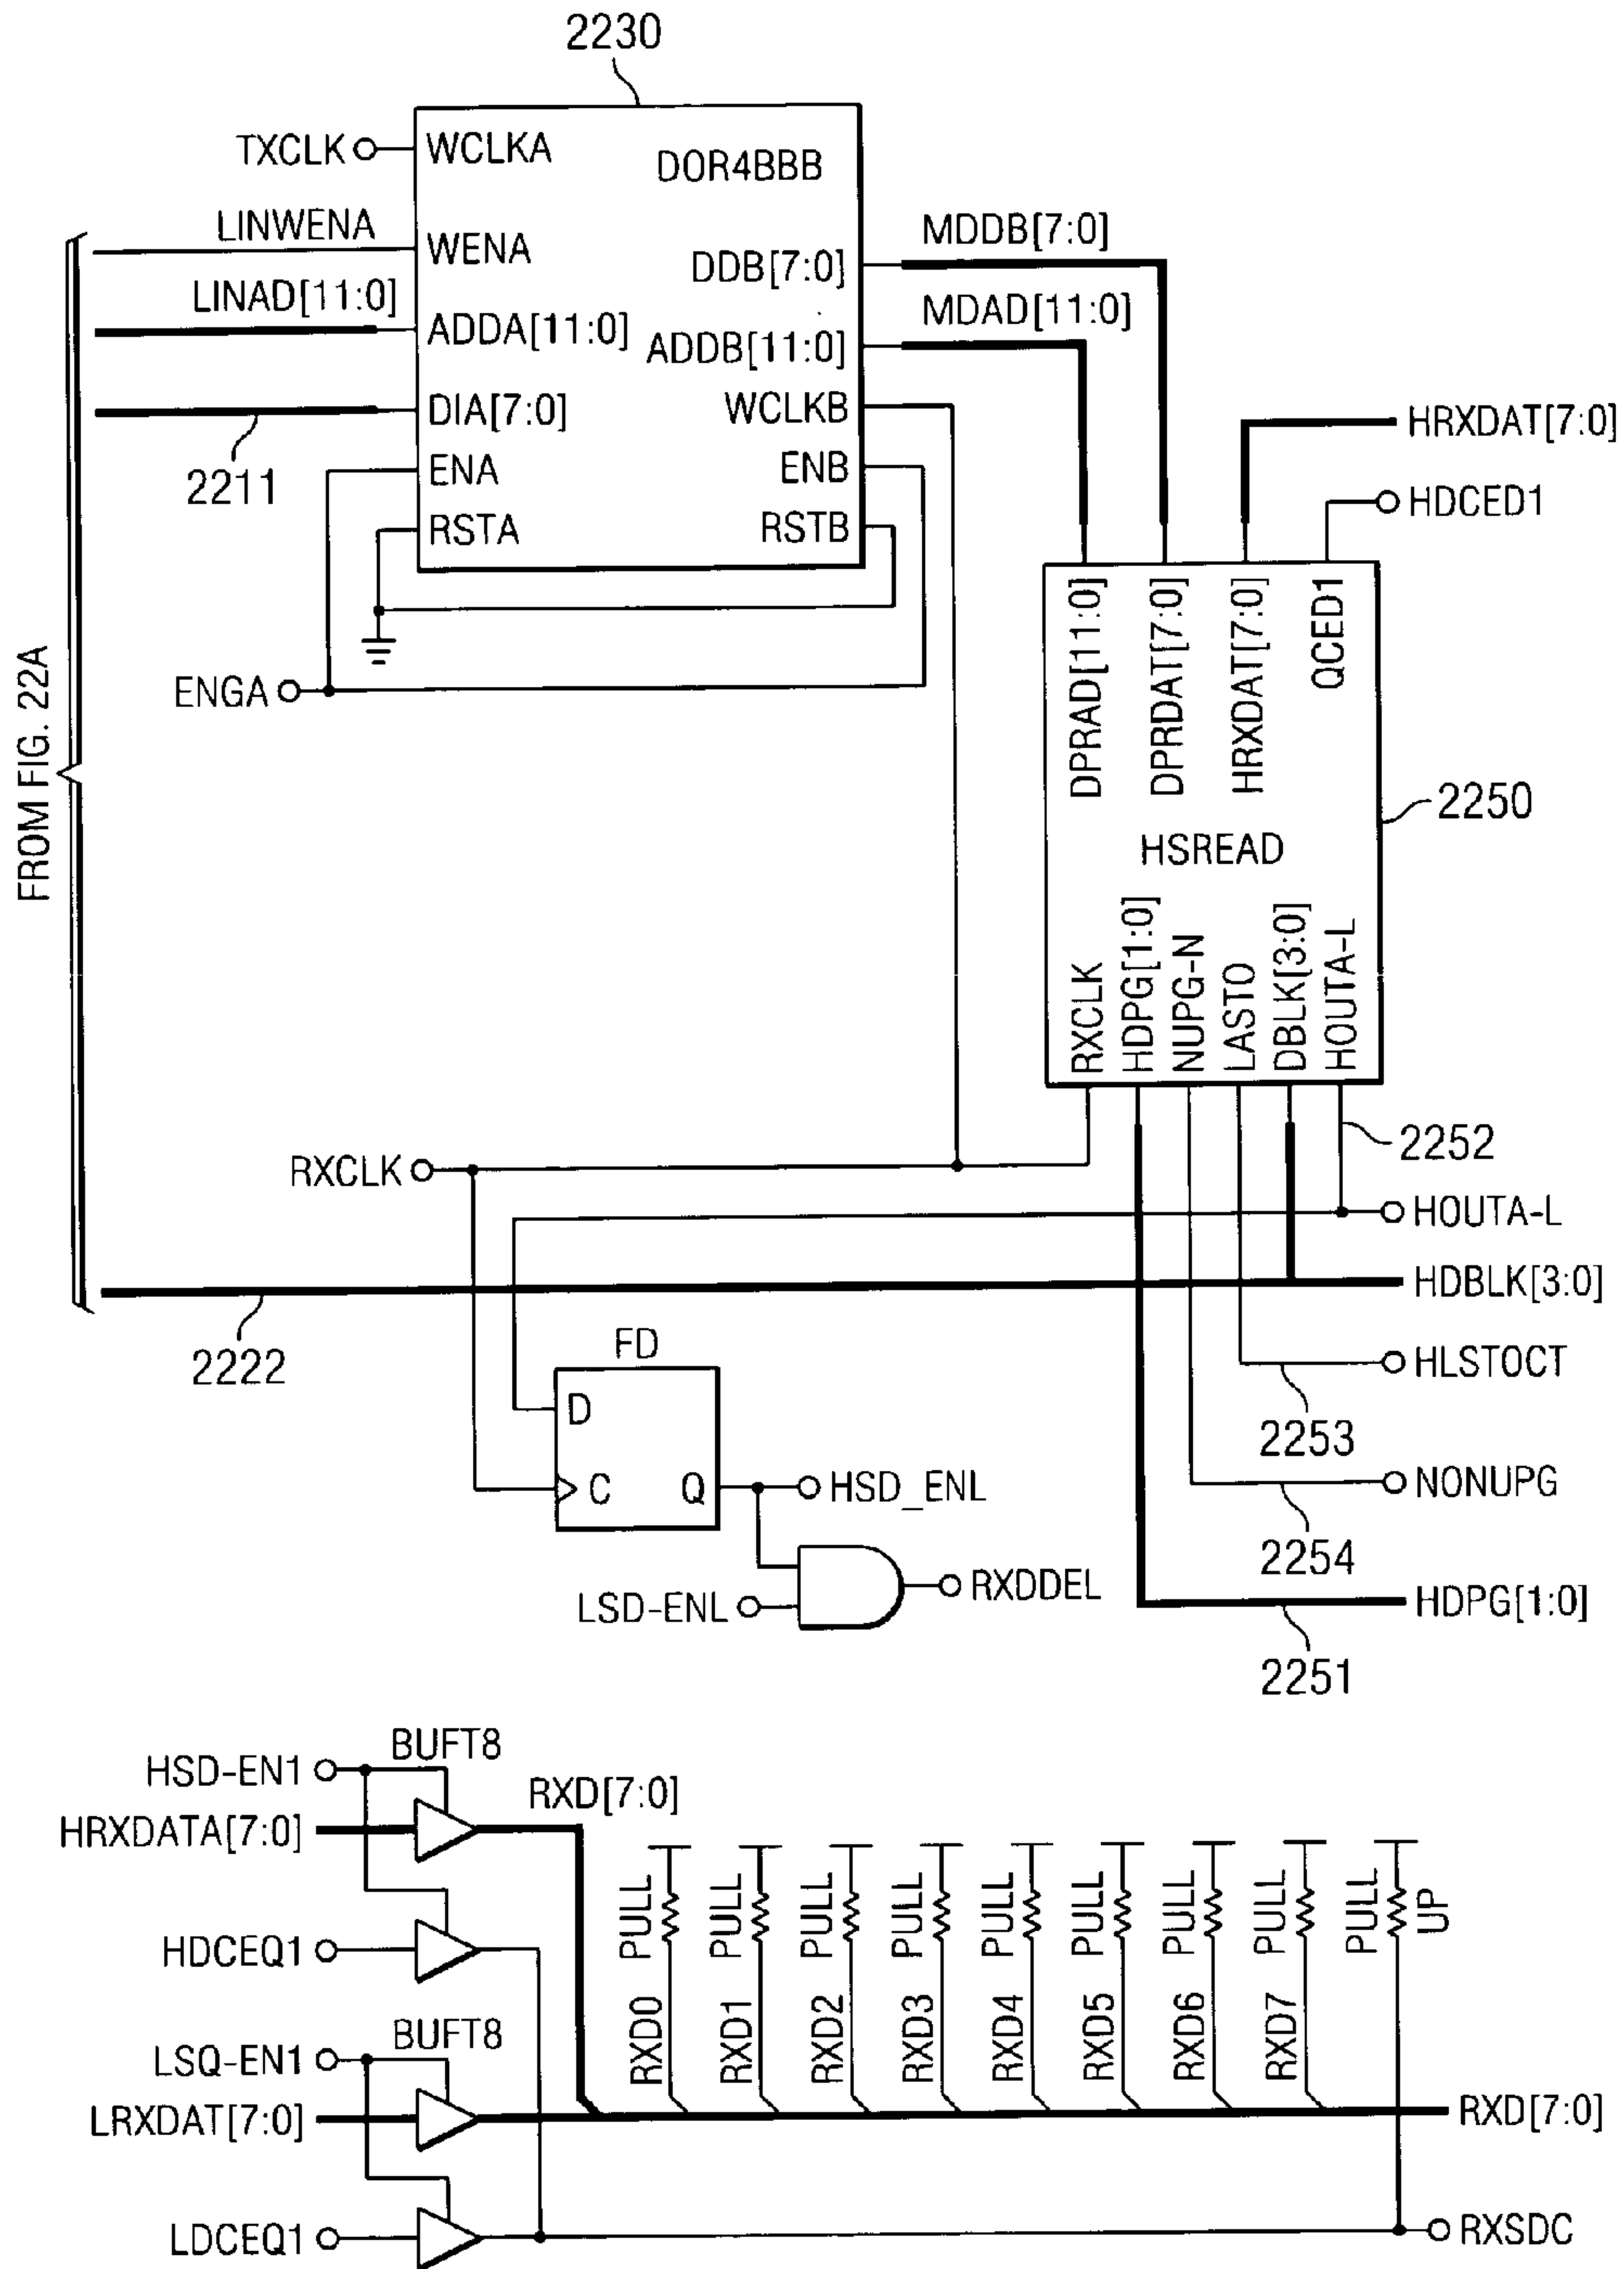 2230
TXCLK
WCLKA
DOR4BBB
LINWENA
WENA
MDDB[7:0]
DDB[7:0]
LINAD[11:0]
ADDA[11:0]
MDAD[11:0]
ADDB[11:0]
DIA[7:0]
WCLKB
HRXDAT[7:0]
2211
ENA
ENB
HDCED1
RSTA
RSTB
ENGA
FROM FIG. 22A
DPRAD[11:0]
DPRDAT[7:0]
HRXDAT[7:0]
QCED1
2250
HSREAD
RXCLK
HDPG[1:0]
NUPG-N
LASTO
DBLK[3:0]
HOUTA-L
2252
RXCLK
HOUTA-L
HDBLK[3:0]
2222
FD
HLSTOCT
D
2253
C
Q
HSD_ENL
NONUPG
2254
LSD-ENL
RXDDEL
HDPG[1:0]
2251
HSD-EN1
BUFT8
RXD[7:0]
HRXDATA[7:0]
PULL
PULL
PULL
PULL
PULL
PULL
PULL
PULL
PULL
UP
HDCEQ1
RXD0
RXD1
RXD2
RXD3
RXD4
RXD5
RXD6
RXD7
LSQ-EN1
BUFT8
LRXDAT[7:0]
RXD[7:0]
LDCEQ1
RXSDC